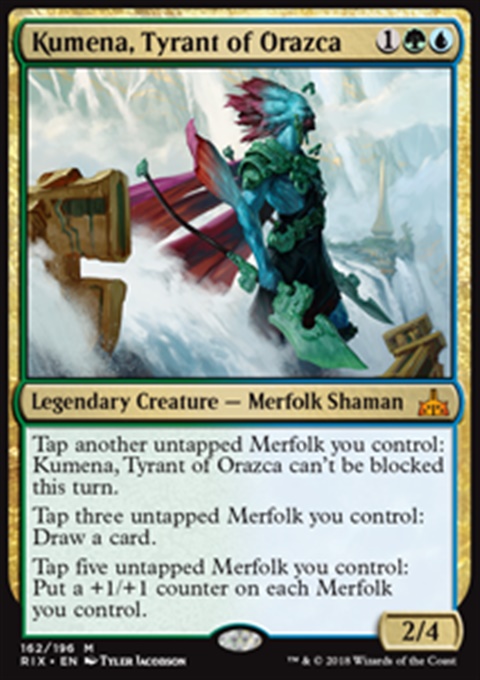 Kumena, Tyrant of Orazca 1
Legendary Creature — Merfolk Shaman
Tap another untapped Merfolk you control:
Kumena, Tyrant of Orazca can't be blocked
this turn.
Tap three untapped Merfolk you control:
Draw a card.
Tap five untapped Merfolk you control:
Put a +1/+1 counter on each Merfolk
you control.
2/4
162/196 M
RIX • EN Tyler Jacobson
™ & © 2018 Wizards of the Coast